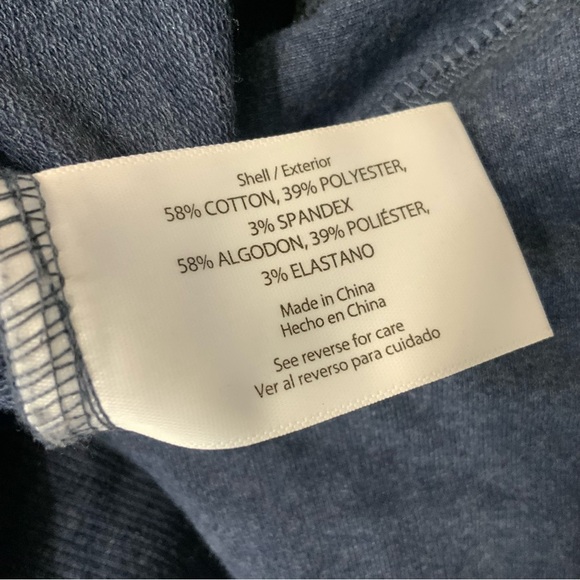 Shell / Exterior
58% COTTON, 39% POLYESTER,
3% SPANDEX
58% ALGODON, 39% POLIÉSTER,
3% ELASTANO
Made in China
Hecho en China
See reverse for care
Ver al reverso para cuidado